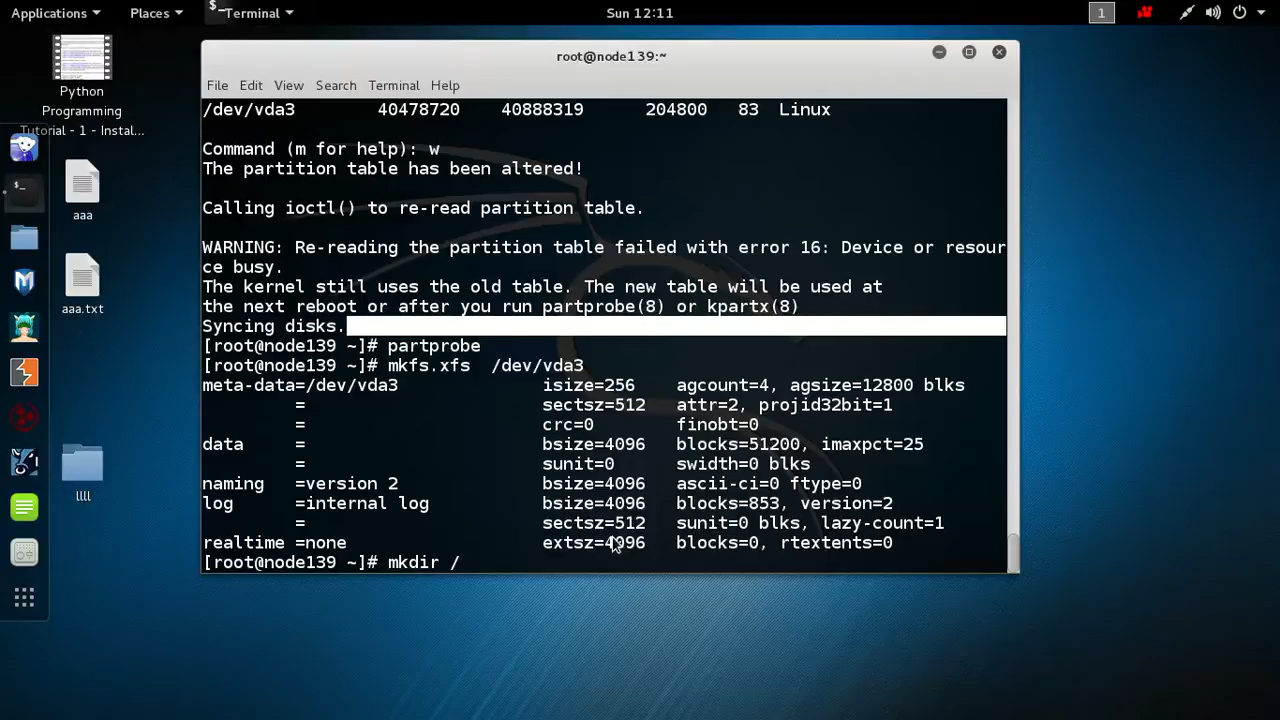 Applications Places Terminal Sun 12:11 1
Python
Programming
Tutorial - 1 - Instal...
aaa
aaa.txt
llll
root@node139:~
File Edit View Search Terminal Help
/dev/vda3 40478720 40888319 204800 83 Linux
Command (m for help): w
The partition table has been altered!
Calling ioctl() to re-read partition table.
WARNING: Re-reading the partition table failed with error 16: Device or resour
ce busy.
The kernel still uses the old table. The new table will be used at
the next reboot or after you run partprobe(8) or kpartx(8)
Syncing disks.
[root@node139 ~]# partprobe
[root@node139 ~]# mkfs.xfs  /dev/vda3
meta-data=/dev/vda3 isize=256 agcount=4, agsize=12800 blks
= sectsz=512 attr=2, projid32bit=1
= crc=0 finobt=0
data = bsize=4096 blocks=51200, imaxpct=25
= sunit=0 swidth=0 blks
naming =version 2 bsize=4096 ascii-ci=0 ftype=0
log =internal log bsize=4096 blocks=853, version=2
= sectsz=512 sunit=0 blks, lazy-count=1
realtime =none extsz=4096 blocks=0, rtextents=0
[root@node139 ~]# mkdir /